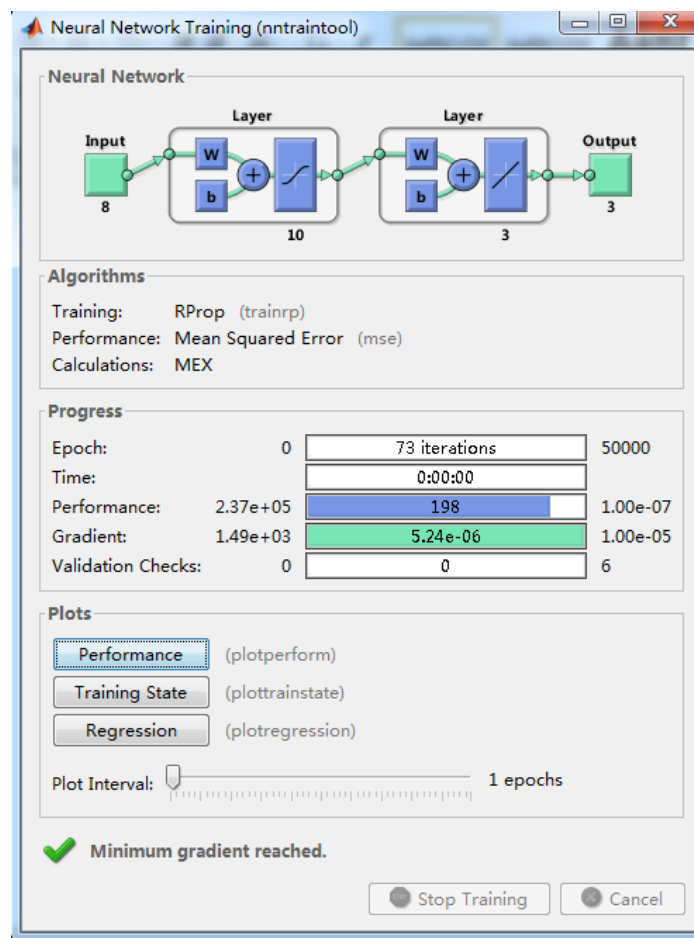 Neural Network Training (nntraintool)
Neural Network
Layer Layer
Input Output
W W
+ +
b b
8 3
10 3
Algorithms
Training: RProp (trainrp)
Performance: Mean Squared Error (mse)
Calculations: MEX
Progress
Epoch: 0 73 iterations 50000
Time: 0:00:00
Performance: 2.37e+05 198 1.00e-07
Gradient: 1.49e+03 5.24e-06 1.00e-05
Validation Checks: 0 0 6
Plots
Performance (plotperform)
Training State (plottrainstate)
Regression (plotregression)
Plot Interval: 1 epochs
Minimum gradient reached.
Stop Training Cancel